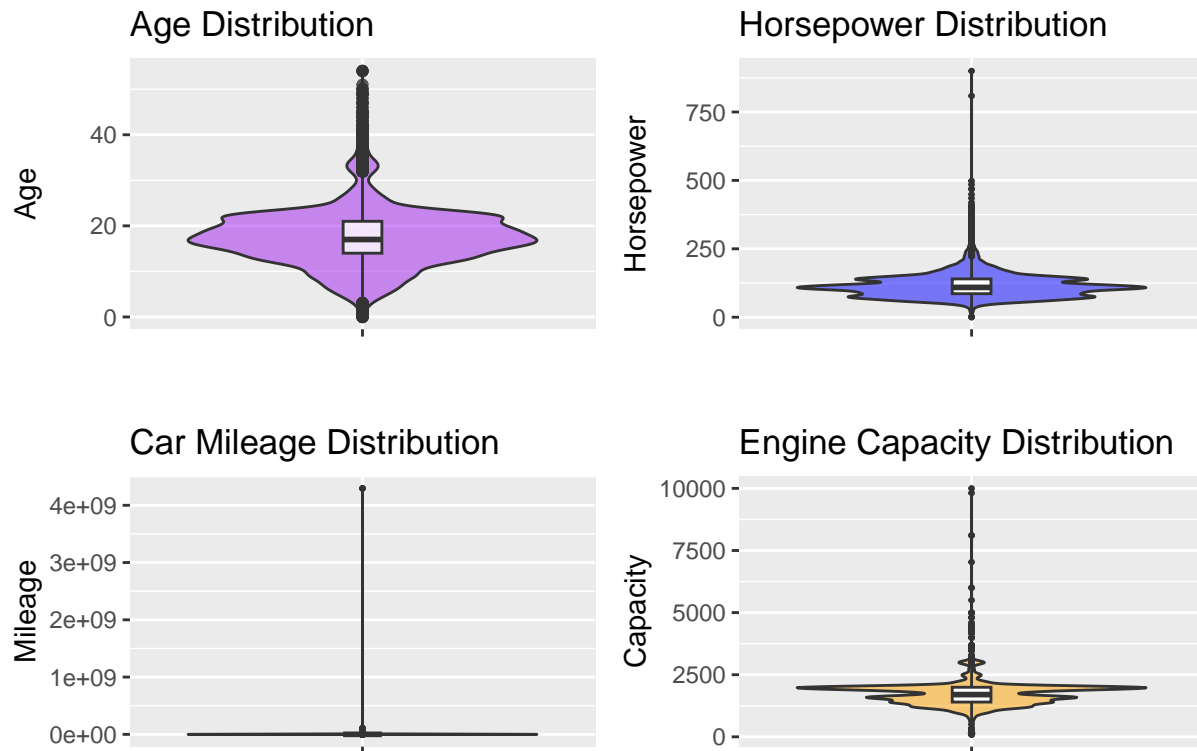 Age Distribution
Age
40
20
0
Horsepower Distribution
Horsepower
750
500
250
0
Car Mileage Distribution
Mileage
4e+09
3e+09
2e+09
1e+09
0e+00
Engine Capacity Distribution
Capacity
10000
7500
5000
2500
0